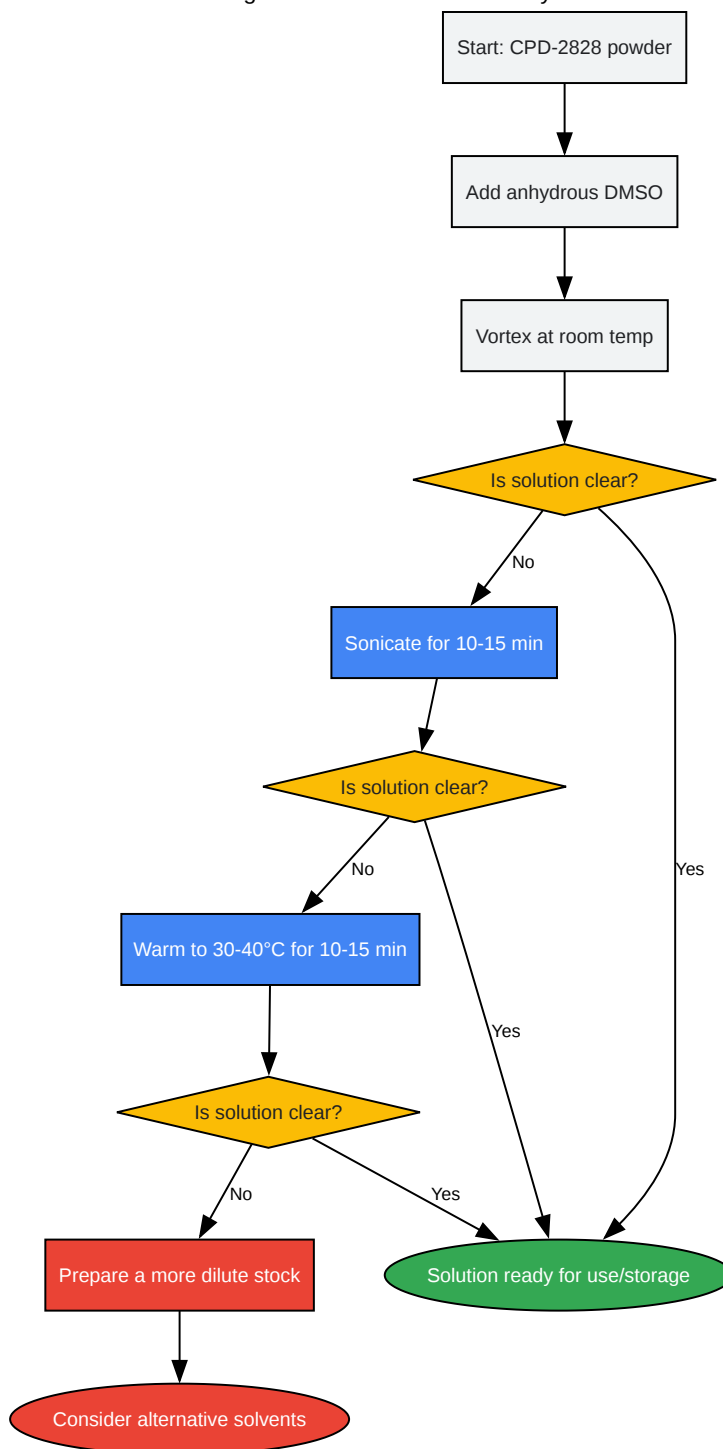 Start: CPD-2828 powder
Add anhydrous DMSO
Vortex at room temp
Is solution clear?
No
Sonicate for 10-15 min
Is solution clear?
No
Yes
Warm to 30-40°C for 10-15 min
Yes
Is solution clear?
No
Yes
Prepare a more dilute stock
Solution ready for use/storage
Consider alternative solvents